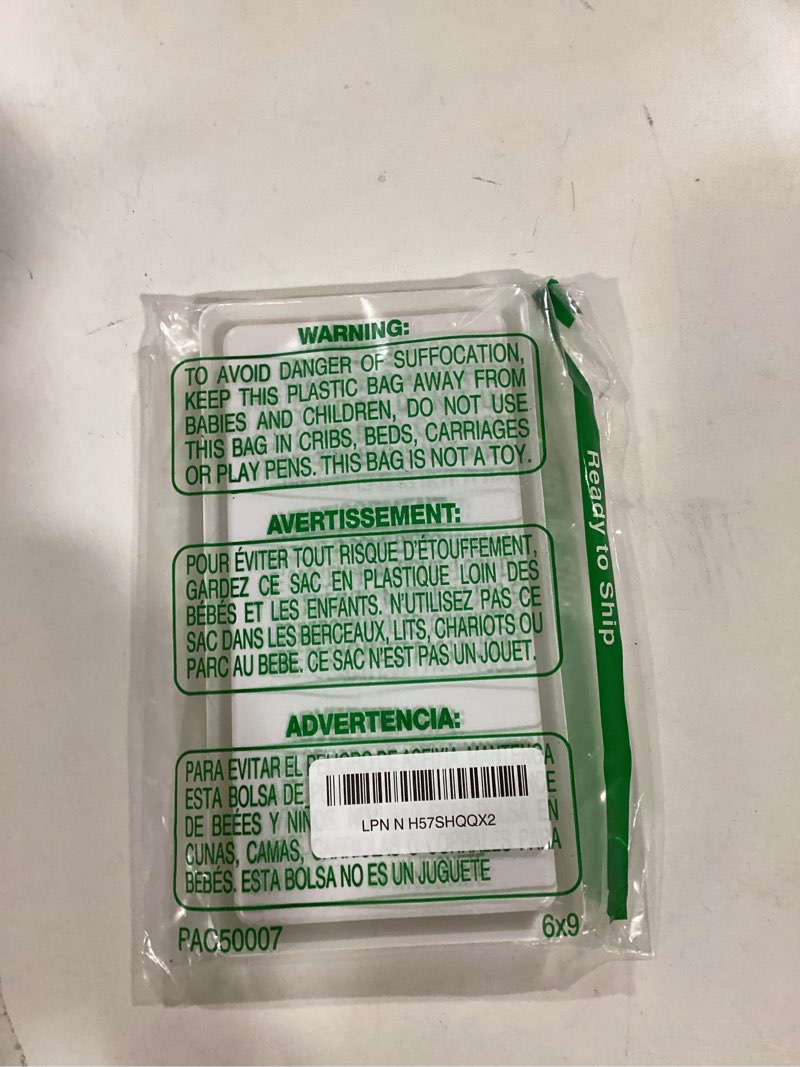 WARNING:
TO AVOID DANGER OF SUFFOCATION,
KEEP THIS PLASTIC BAG AWAY FROM
BABIES AND CHILDREN, DO NOT USE
THIS BAG IN CRIBS, BEDS, CARRIAGES
OR PLAY PENS. THIS BAG IS NOT A TOY.
AVERTISSEMENT:
POUR ÉVITER TOUT RISQUE D'ÉTOUFFEMENT,
GARDEZ CE SAC EN PLASTIQUE LOIN DES
BÉBÉS ET LES ENFANTS. N'UTILISEZ PAS CE
SAC DANS LES BERCEAUX, LITS, CHARIOTS OU
PARC AU BEBE. CE SAC N'EST PAS UN JOUET.
ADVERTENCIA:
PARA EVITAR EL
ESTA BOLSA DE
DE BEÉES Y
CUNAS, CAMAS, PARA
BÉBÉS. ESTA BOLSA NO ES UN JUGUETE
LPN N H57SHQQX2
PAC50007
6x9
Ready to Ship